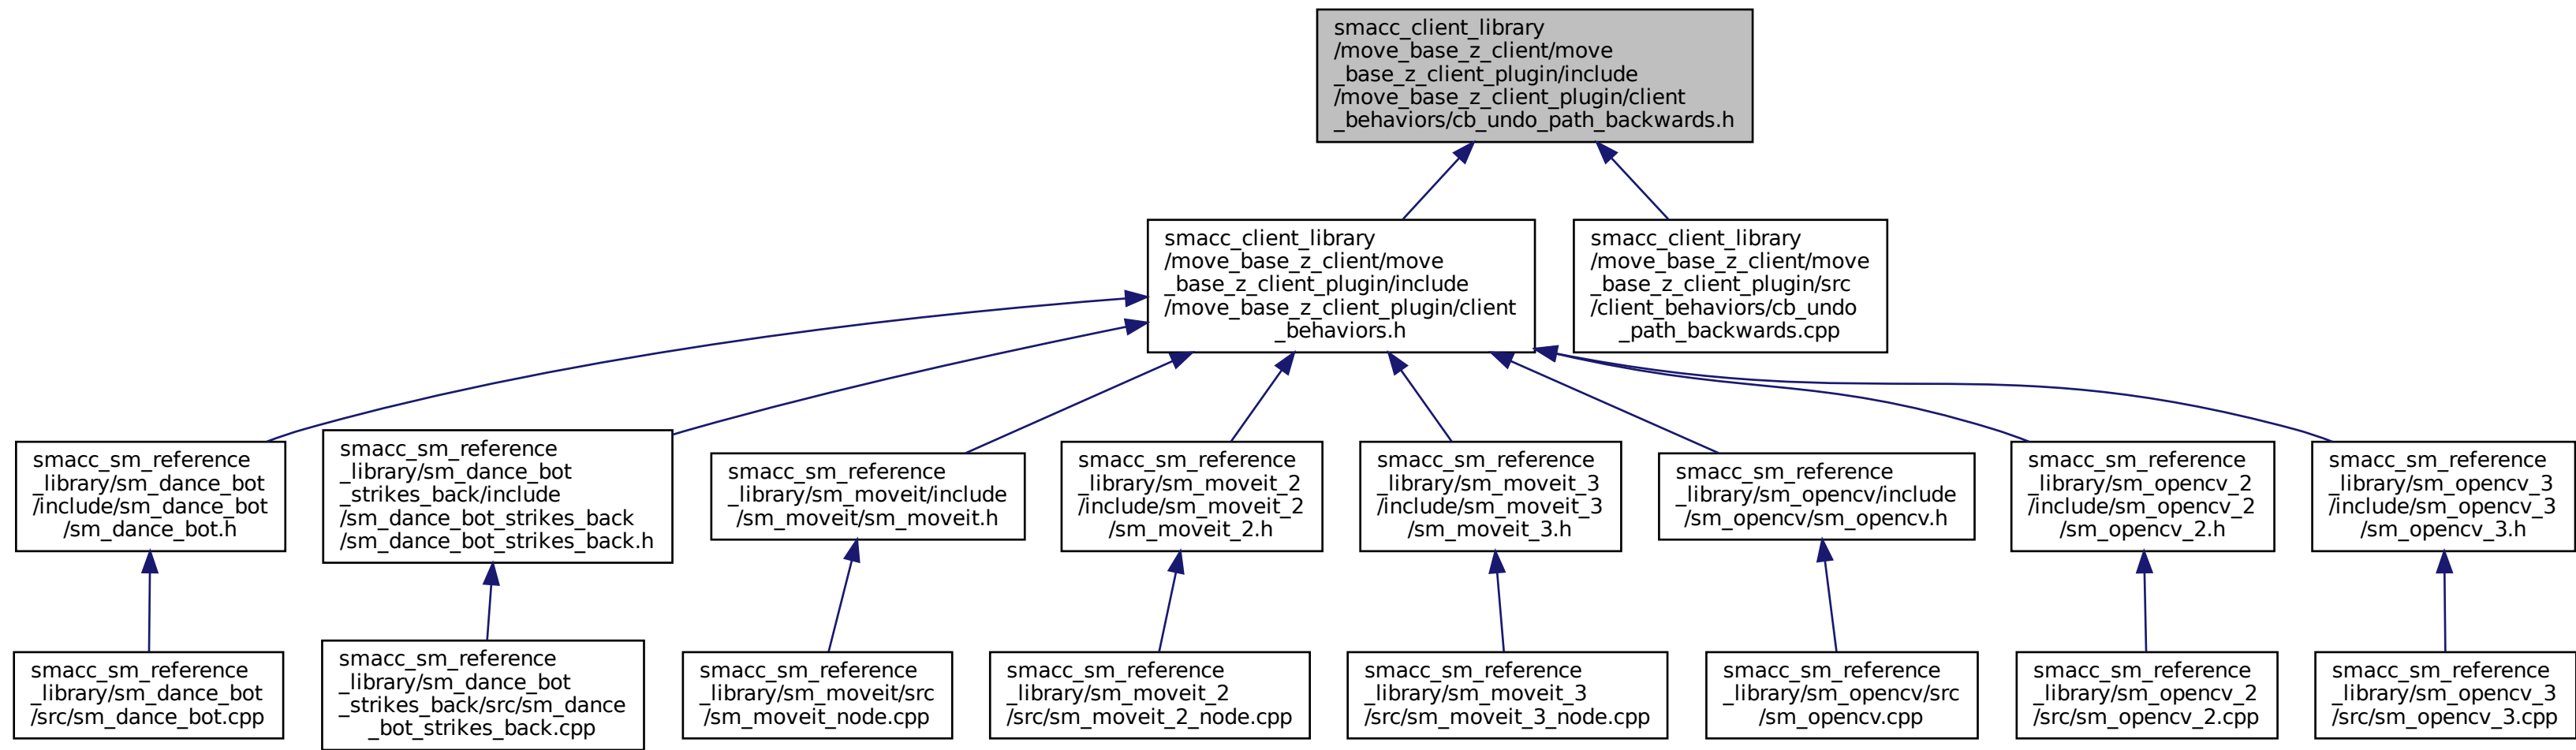 smacc_client_library
/move_base_z_client/move
_base_z_client_plugin/include
/move_base_z_client_plugin/client
_behaviors/cb_undo_path_backwards.h
smacc_client_library
/move_base_z_client/move
_base_z_client_plugin/include
/move_base_z_client_plugin/client
_behaviors.h
smacc_client_library
/move_base_z_client/move
_base_z_client_plugin/src
/client_behaviors/cb_undo
_path_backwards.cpp
smacc_sm_reference
_library/sm_dance_bot
/include/sm_dance_bot
/sm_dance_bot.h
smacc_sm_reference
_library/sm_dance_bot
_strikes_back/include
/sm_dance_bot_strikes_back
/sm_dance_bot_strikes_back.h
smacc_sm_reference
_library/sm_moveit/include
/sm_moveit/sm_moveit.h
smacc_sm_reference
_library/sm_moveit_2
/include/sm_moveit_2
/sm_moveit_2.h
smacc_sm_reference
_library/sm_moveit_3
/include/sm_moveit_3
/sm_moveit_3.h
smacc_sm_reference
_library/sm_opencv/include
/sm_opencv/sm_opencv.h
smacc_sm_reference
_library/sm_opencv_2
/include/sm_opencv_2
/sm_opencv_2.h
smacc_sm_reference
_library/sm_opencv_3
/include/sm_opencv_3
/sm_opencv_3.h
smacc_sm_reference
_library/sm_dance_bot
/src/sm_dance_bot.cpp
smacc_sm_reference
_library/sm_dance_bot
_strikes_back/src/sm_dance
_bot_strikes_back.cpp
smacc_sm_reference
_library/sm_moveit/src
/sm_moveit_node.cpp
smacc_sm_reference
_library/sm_moveit_2
/src/sm_moveit_2_node.cpp
smacc_sm_reference
_library/sm_moveit_3
/src/sm_moveit_3_node.cpp
smacc_sm_reference
_library/sm_opencv/src
/sm_opencv.cpp
smacc_sm_reference
_library/sm_opencv_2
/src/sm_opencv_2.cpp
smacc_sm_reference
_library/sm_opencv_3
/src/sm_opencv_3.cpp